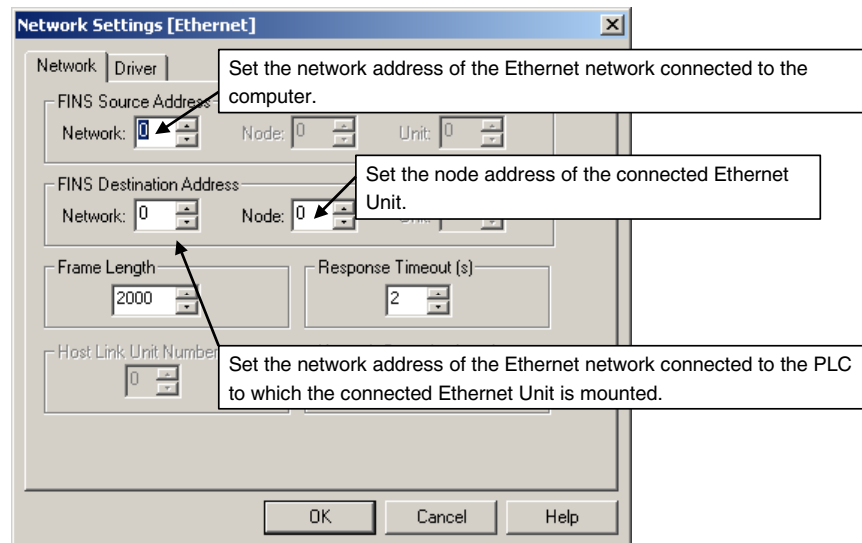 Network Settings [Ethernet]
Network
Driver
Set the network address of the Ethernet network connected to the
computer.
FINS Source Address
Network: 0
Node: 0
Unit: 0
Set the node address of the connected Ethernet
Unit.
FINS Destination Address
Network: 0
Node: 0
Frame Length
2000
Response Timeout (s)
2
Host Link Unit Number
0
Set the network address of the Ethernet network connected to the PLC
to which the connected Ethernet Unit is mounted.
OK
Cancel
Help